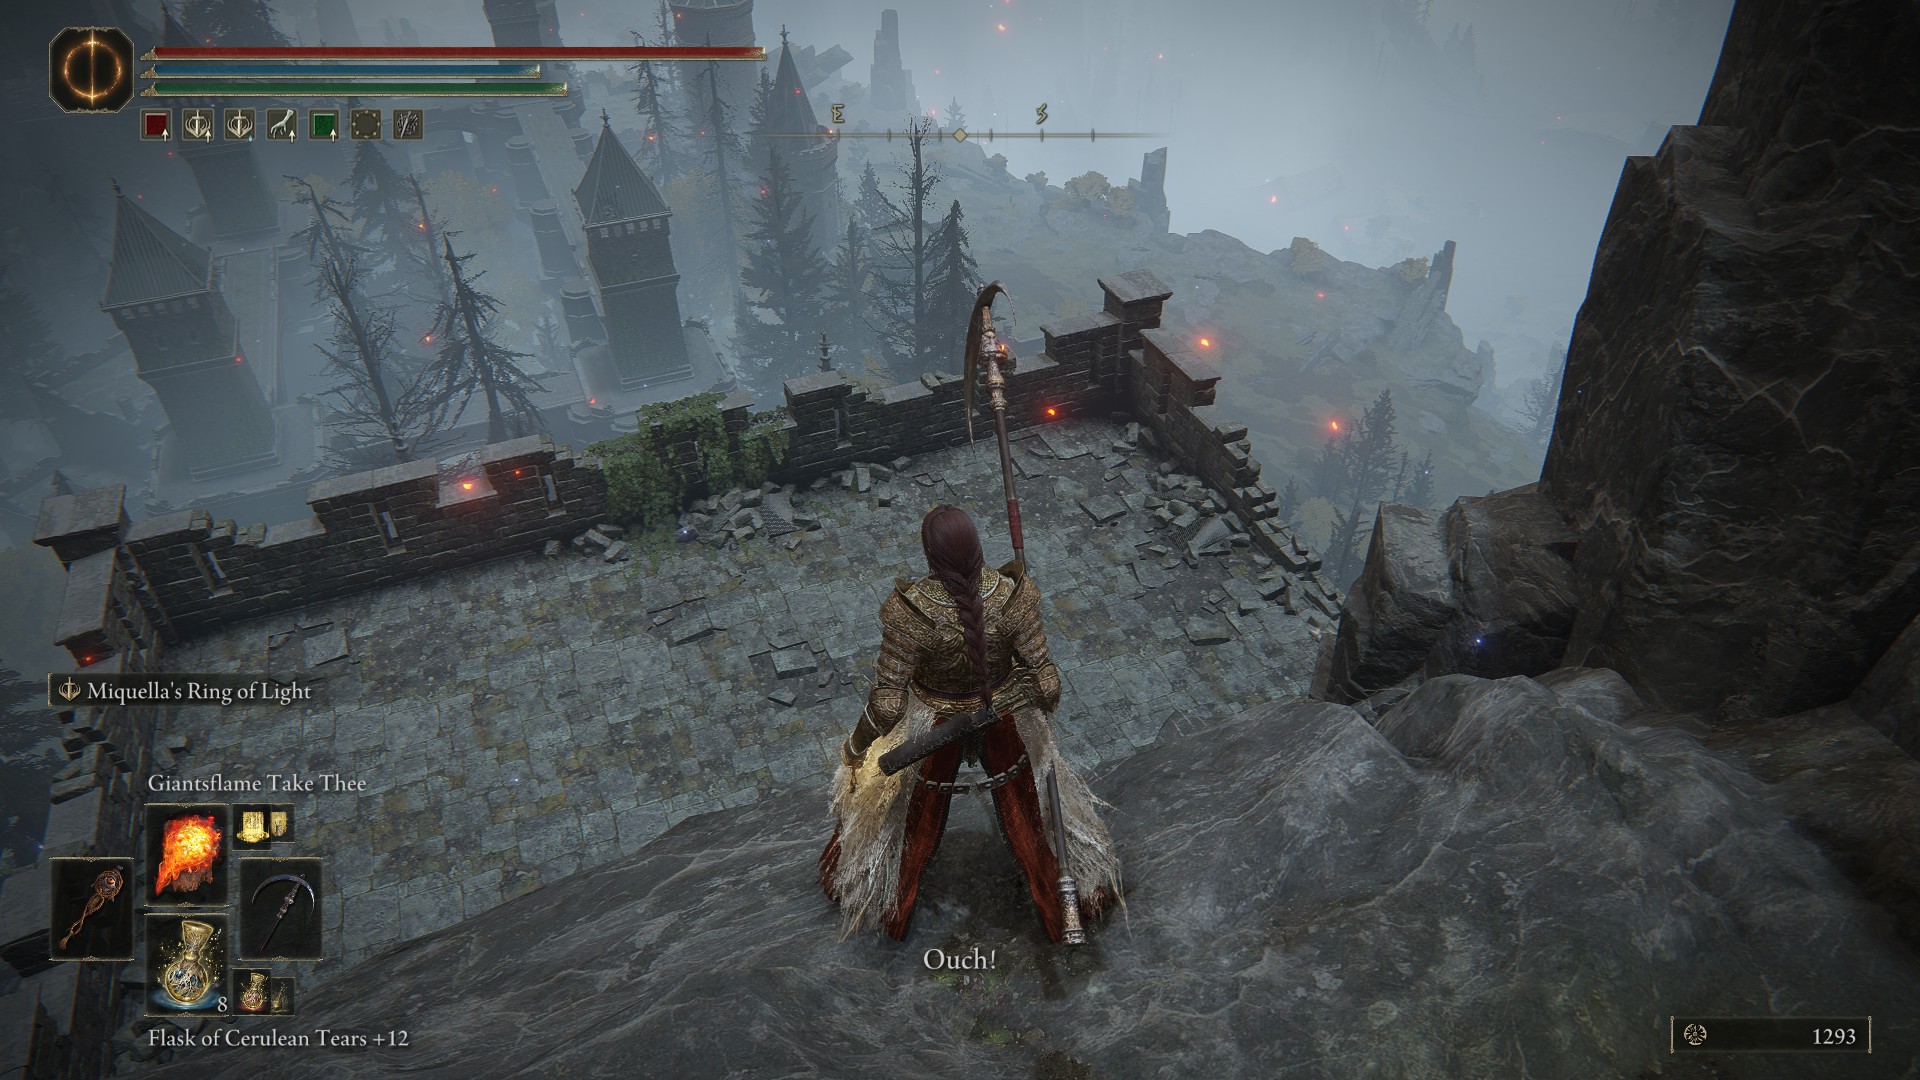 E
S
Miquella's Ring of Light
Giantsflame Take Thee
Ouch!
8
Flask of Cerulean Tears +12
1293